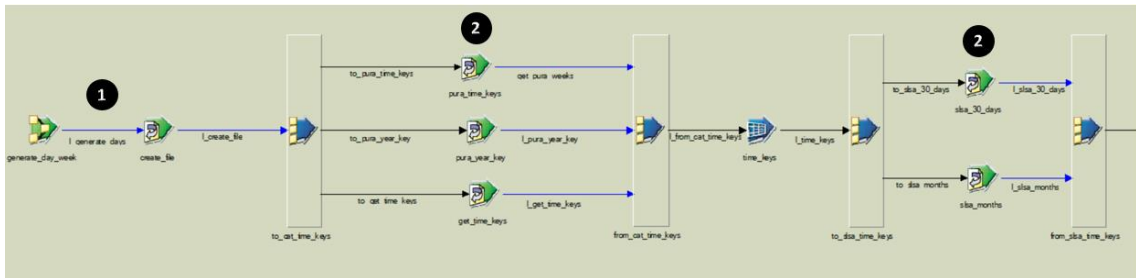 1
2
2
generate_day_week
l_generate_days
create_file
l_create_file
to_cat_time_keys
to_pura_time_keys
pura_time_keys
get_pura_weeks
to_pura_year_key
pura_year_key
l_pura_year_key
to_get_time_keys
get_time_keys
l_get_time_keys
from_cat_time_keys
l_from_cat_time_keys
time_keys
l_time_keys
to_slsa_time_keys
to_slsa_30_days
slsa_30_days
l_slsa_30_days
to_slsa_months
slsa_months
l_slsa_months
from_slsa_time_keys